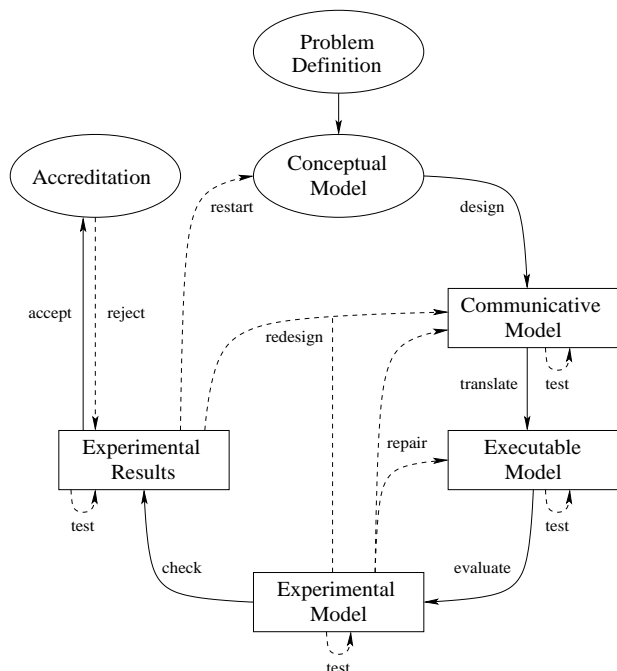 Problem
Definition
Accreditation
Conceptual
Model
restart
design
accept
reject
redesign
Communicative
Model
translate
test
Experimental
Results
repair
Executable
Model
test
test
check
evaluate
Experimental
Model
test